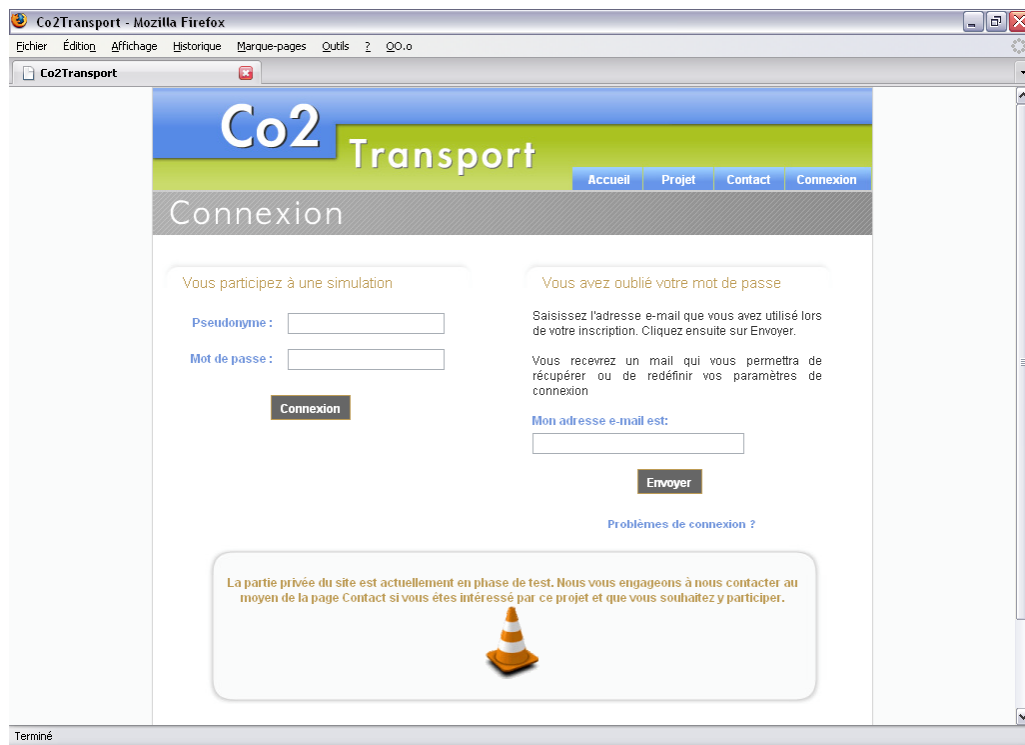 Co2Transport - Mozilla Firefox
Fichier Édition Affichage Historique Marque-pages Outils ? OO.o
Co2Transport
Co2
Transport
Accueil Projet Contact Connexion
Connexion
Vous participez à une simulation
Pseudonyme :
Mot de passe :
Connexion
Vous avez oublié votre mot de passe
Saisissez l'adresse e-mail que vous avez utilisé lors
de votre inscription. Cliquez ensuite sur Envoyer.
Vous recevrez un mail qui vous permettra de
récupérer ou de redéfinir vos paramètres de
connexion
Mon adresse e-mail est:
Envoyer
Problèmes de connexion ?
La partie privée du site est actuellement en phase de test. Nous vous engageons à nous contacter au
moyen de la page Contact si vous étes intéressé par ce projet et que vous souhaitez y participer.
Terminé